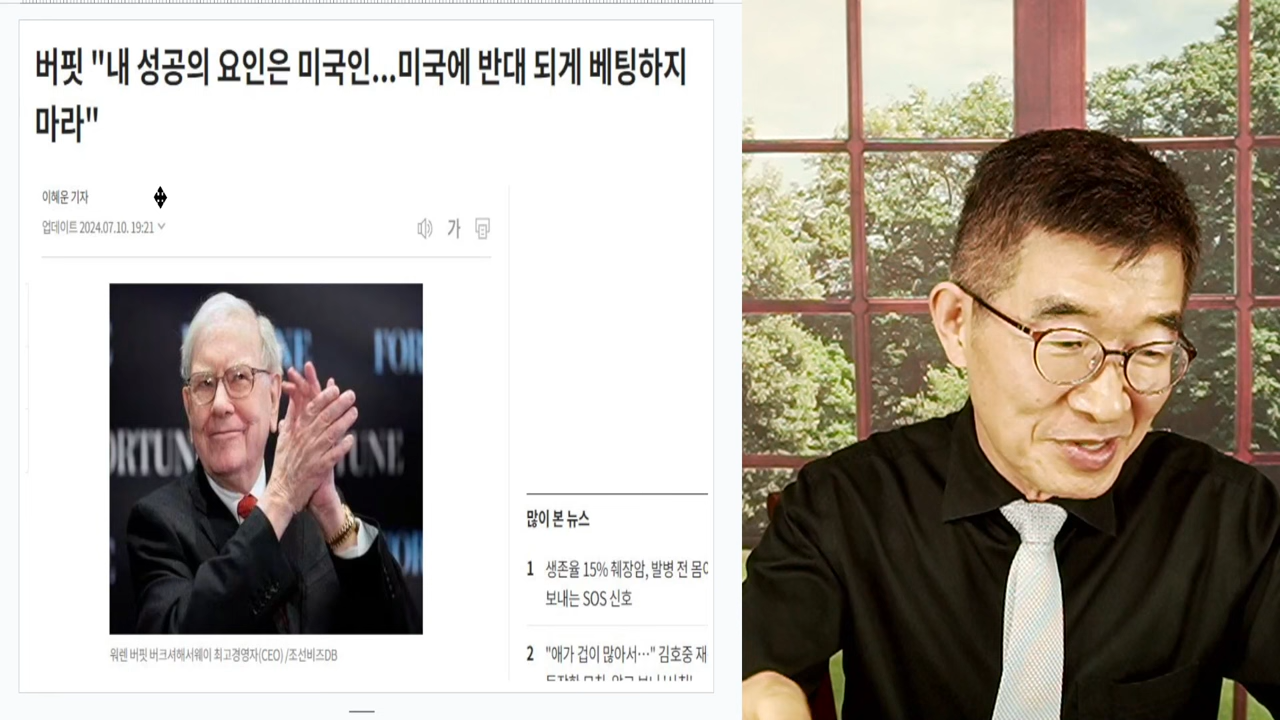 버핏 "내 성공의 요인은 미국인...미국에 반대 되게 베팅하지
마라"
이혜운 기자
업데이트 2024.07.10. 19:21
가
FORTUNE
워렌 버핏 버크셔해서웨이 최고경영자(CEO) /조선비즈DB
많이 본 뉴스
1 생존율 15% 췌장암, 발병 전 몸이
보내는 SOS 신호
2 "얘가 겁이 많아서…" 김호중 재